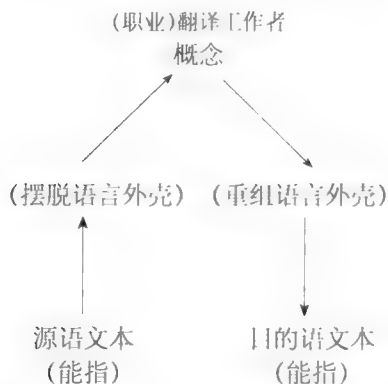 (职业)翻译工作者
概念
(摆脱语言外壳) (重组语言外壳)
源语文本 目的语文本
(能指) (能指)